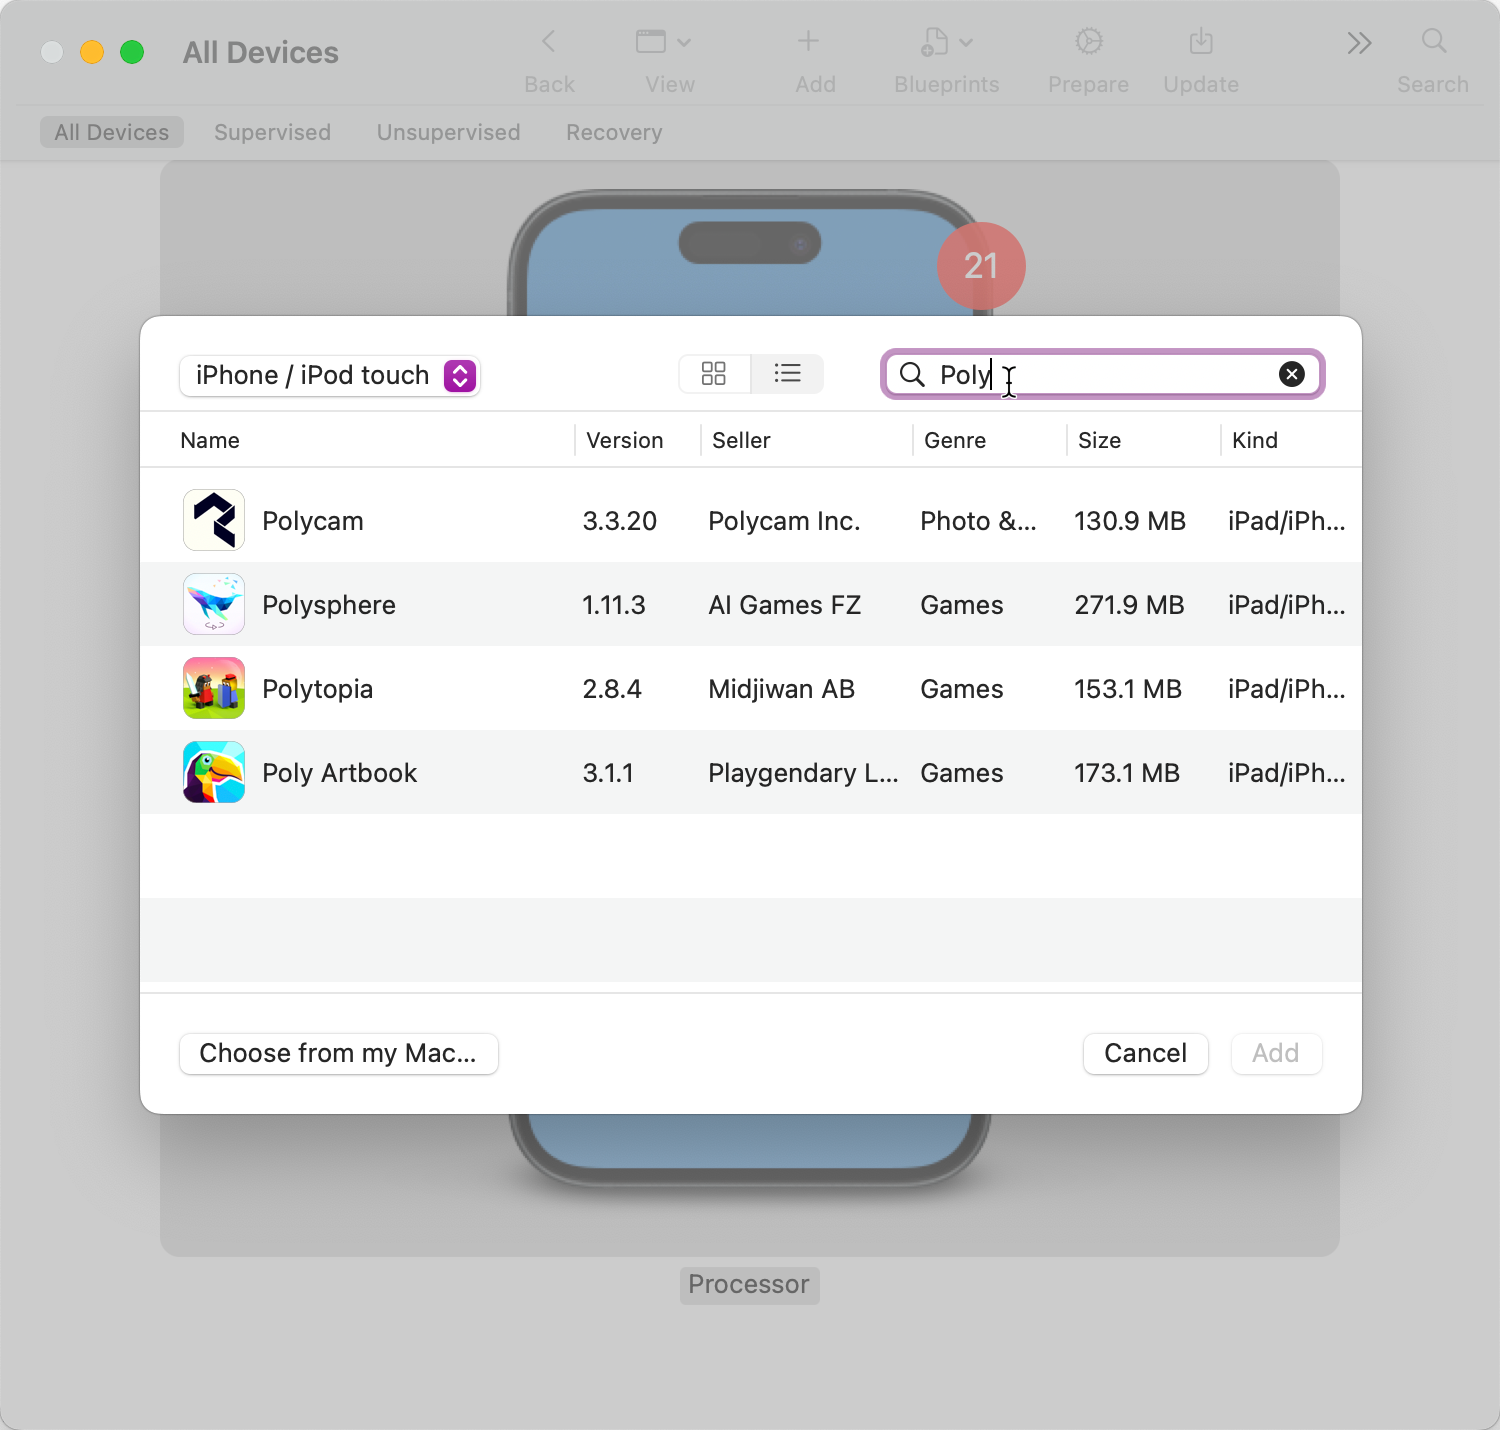 All Devices
Back
View
Add
Blueprints
Prepare
Update
Search
All Devices
Supervised
Unsupervised
Recovery
21
iPhone / iPod touch
Poly
Name Version Seller Genre Size Kind
Polycam 3.3.20 Polycam Inc. Photo &... 130.9 MB iPad/iPh...
Polysphere 1.11.3 AI Games FZ Games 271.9 MB iPad/iPh...
Polytopia 2.8.4 Midjiwan AB Games 153.1 MB iPad/iPh...
Poly Artbook 3.1.1 Playgendary L... Games 173.1 MB iPad/iPh...
Choose from my Mac...
Cancel
Add
Processor